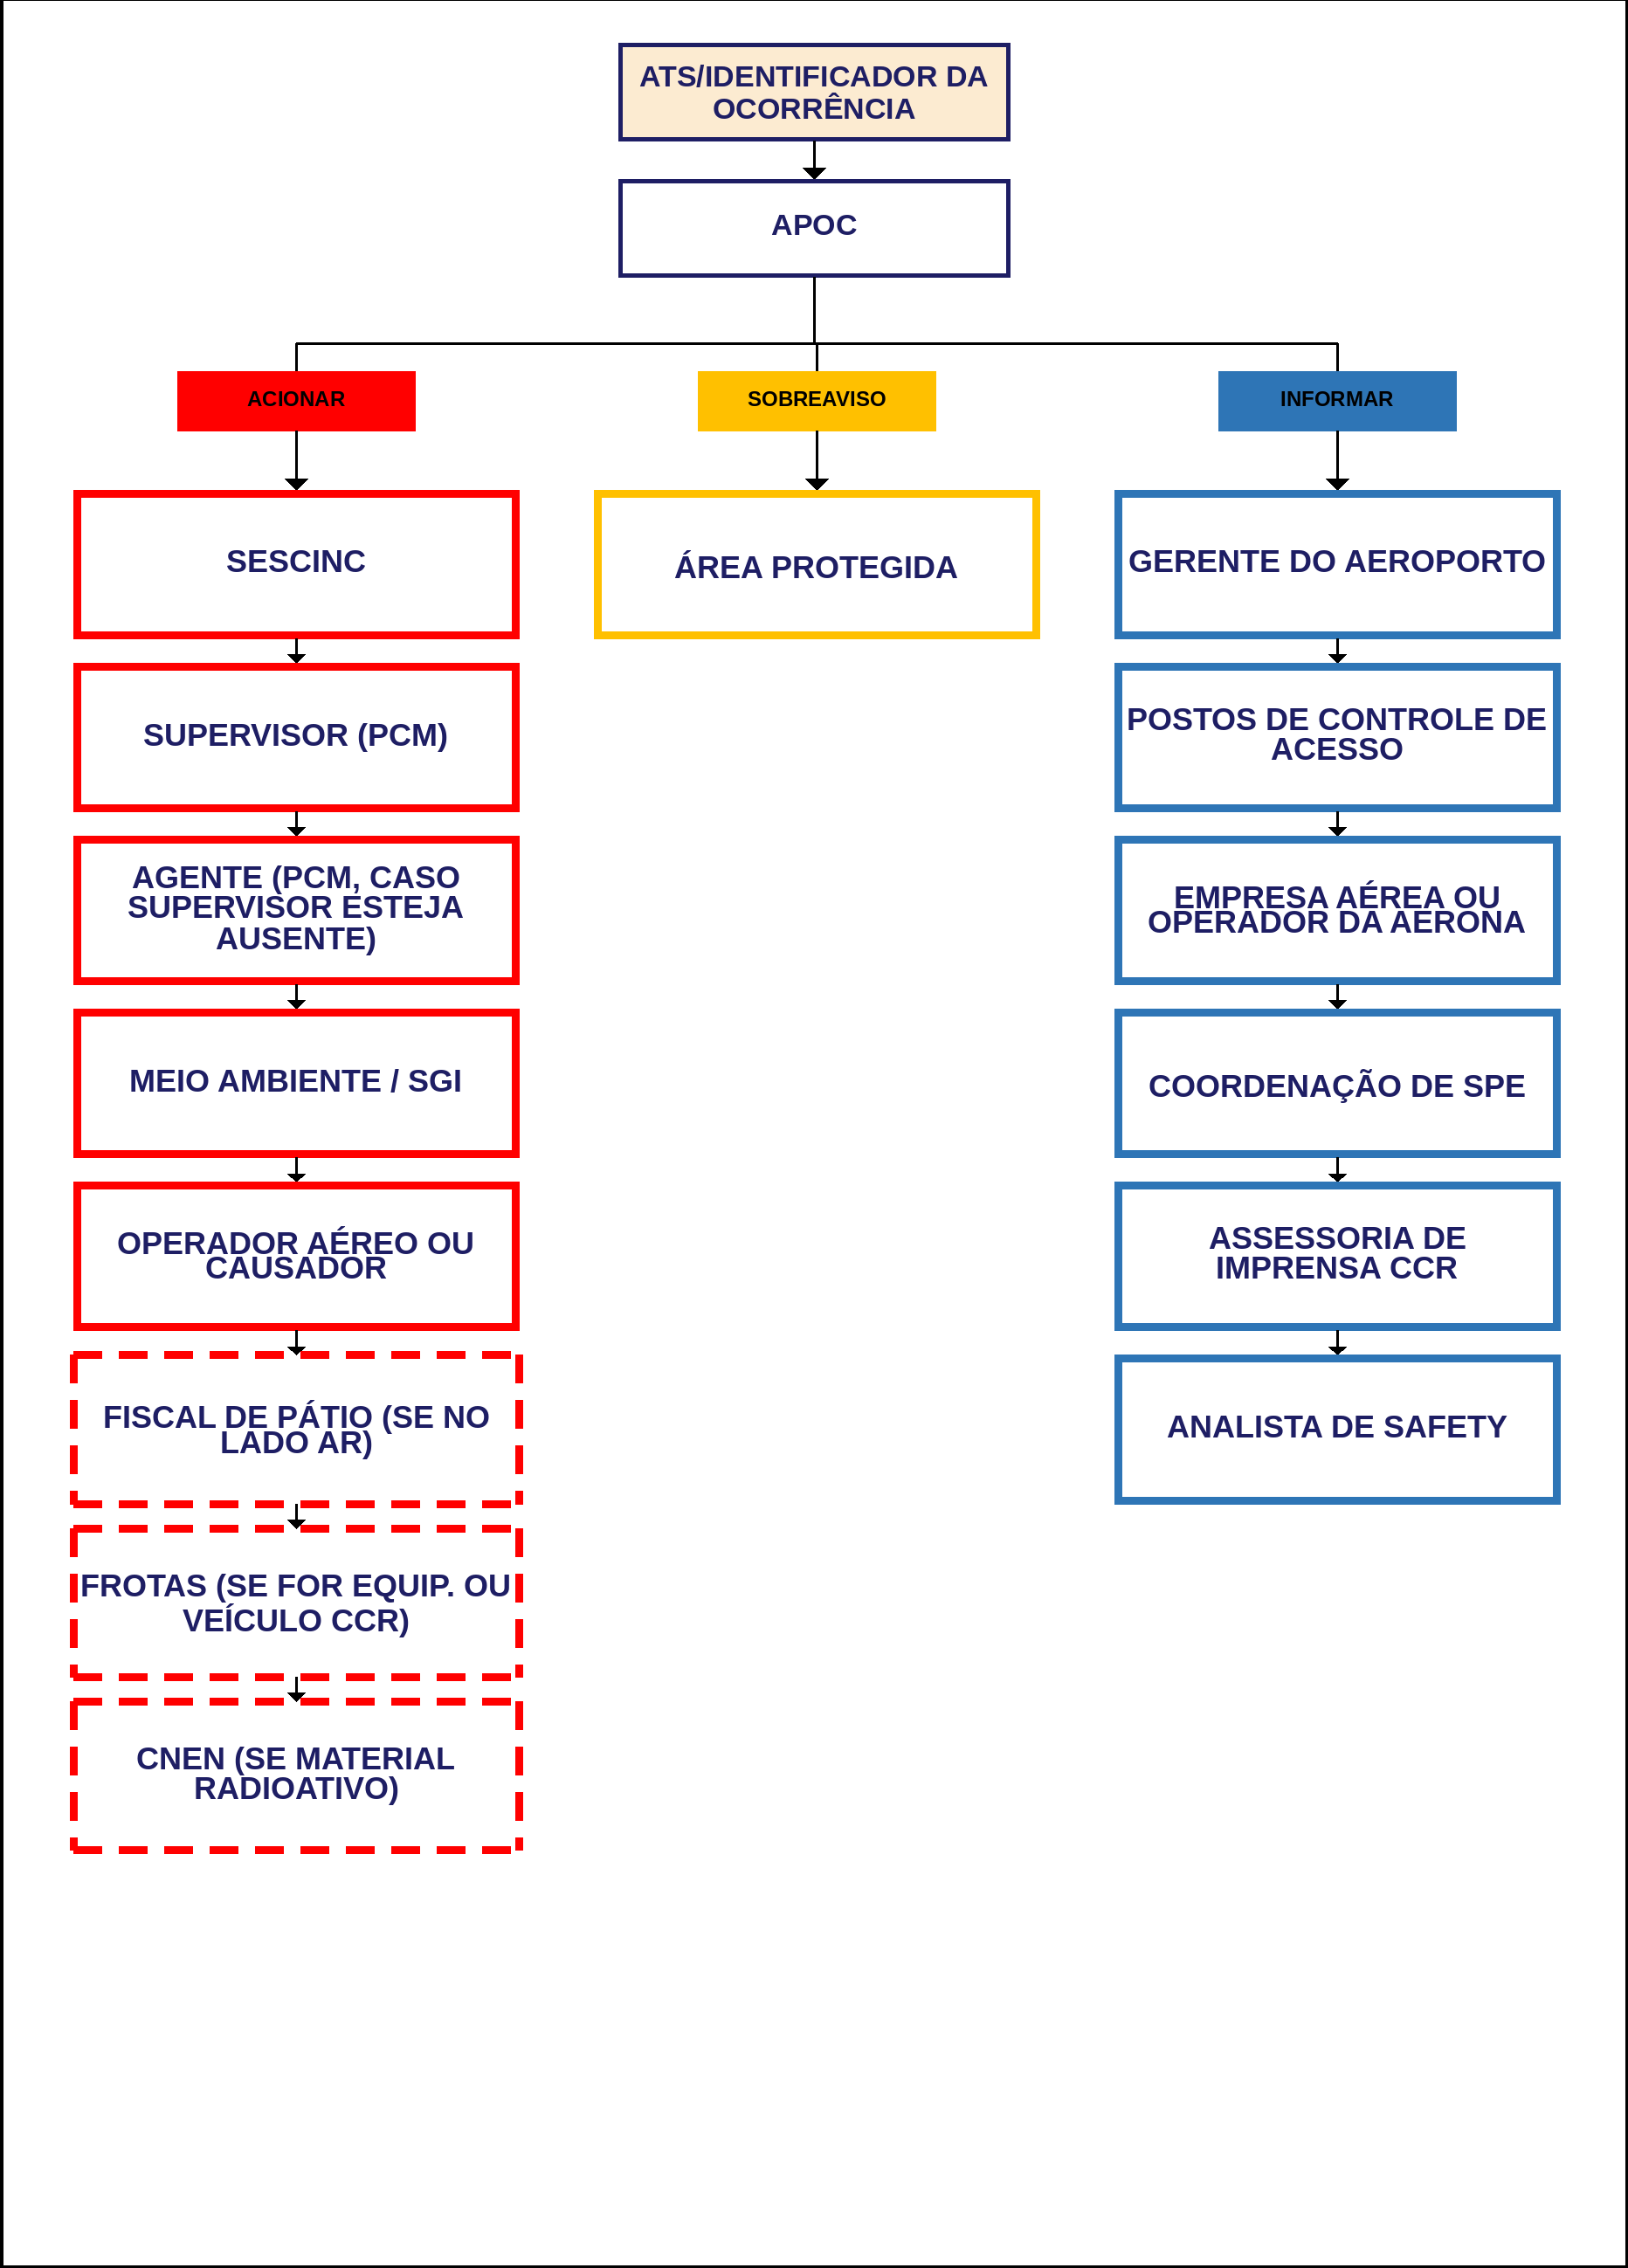 ATS/IDENTIFICADOR DA
OCORRÊNCIA
APOC
ACIONAR
SOBREAVISO
INFORMAR
SESCINC
SUPERVISOR (PCM)
AGENTE (PCM, CASO
SUPERVISOR ESTEJA
AUSENTE)
MEIO AMBIENTE / SGI
OPERADOR AÉREO OU
CAUSADOR
FISCAL DE PÁTIO (SE NO
LADO AR)
FROTAS (SE FOR EQUIP. OU
VEÍCULO CCR)
CNEN (SE MATERIAL
RADIOATIVO)
ÁREA PROTEGIDA
GERENTE DO AEROPORTO
POSTOS DE CONTROLE DE
ACESSO
EMPRESA AÉREA OU
OPERADOR DA AERONA
COORDENAÇÃO DE SPE
ASSESSORIA DE
IMPRENSA CCR
ANALISTA DE SAFETY